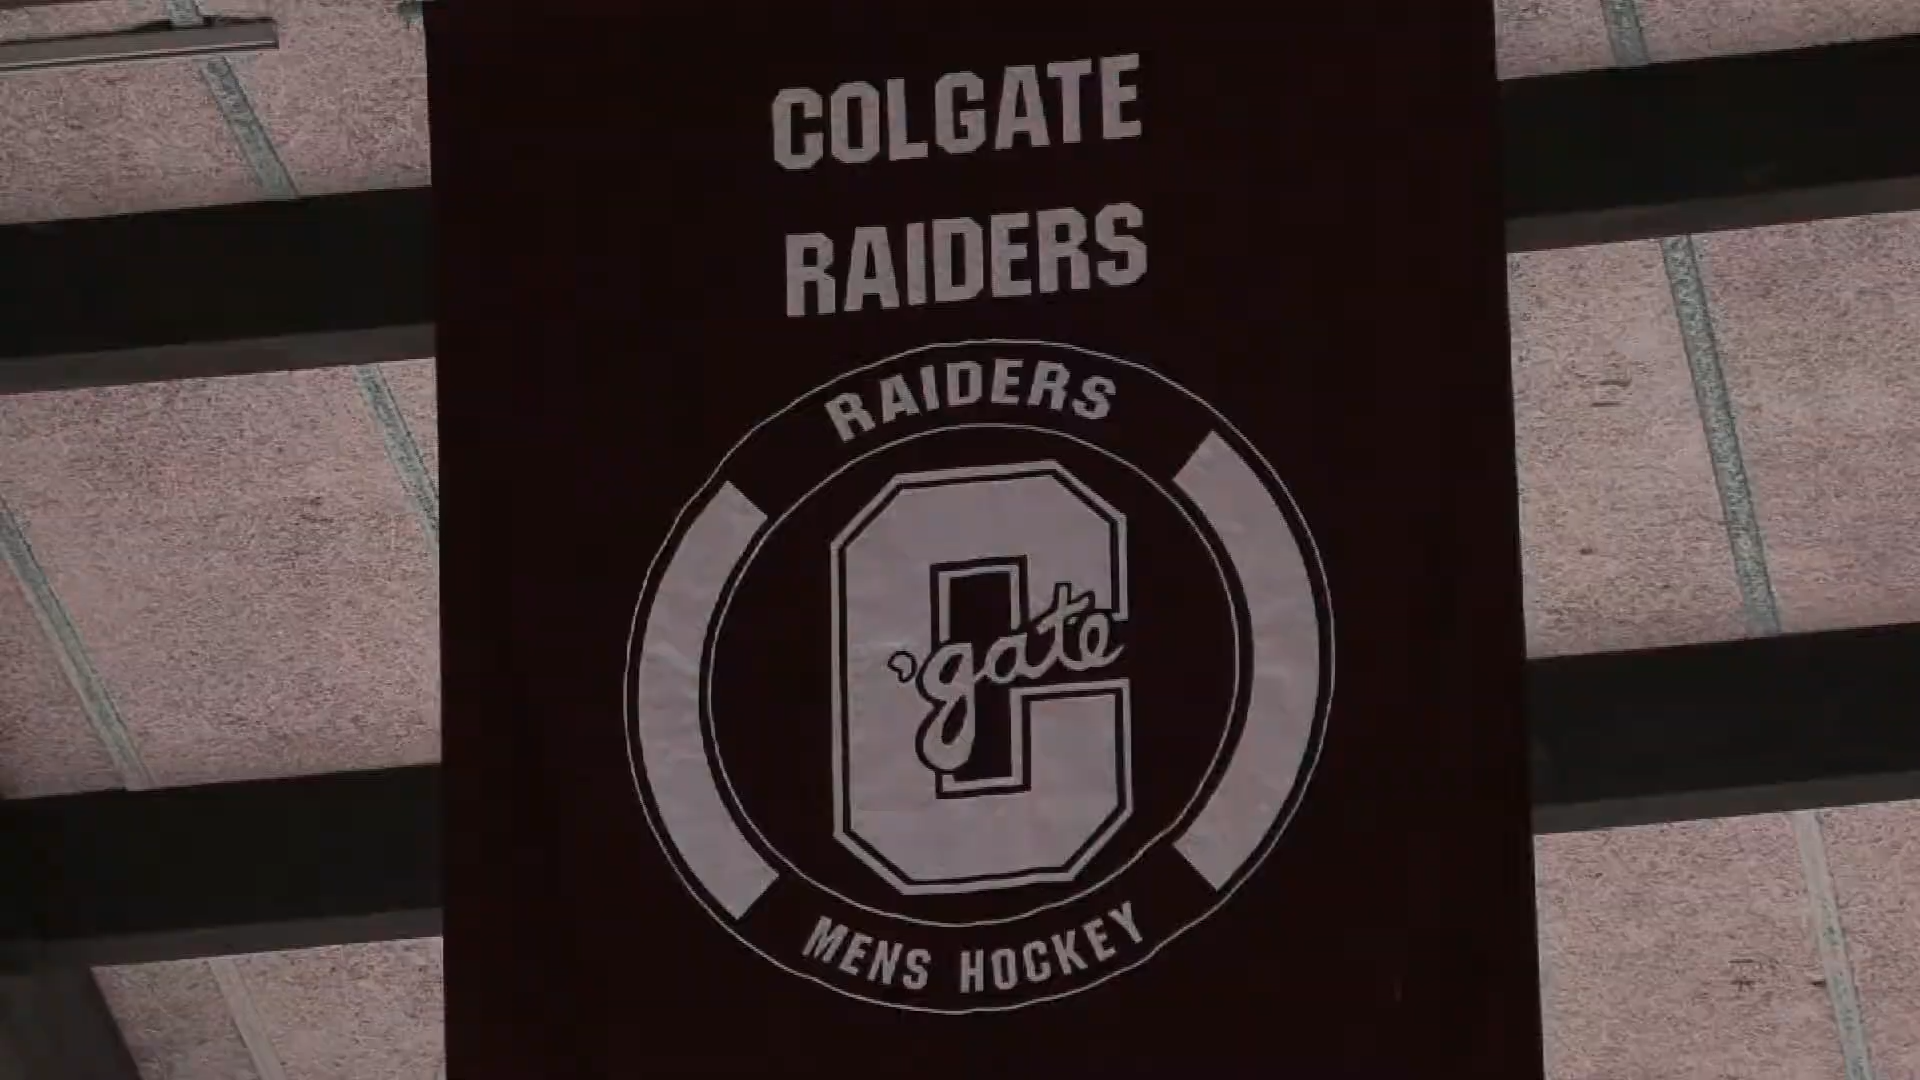 COLGATE
RAIDERS
RAIDERS
C
'gate
MENS HOCKEY